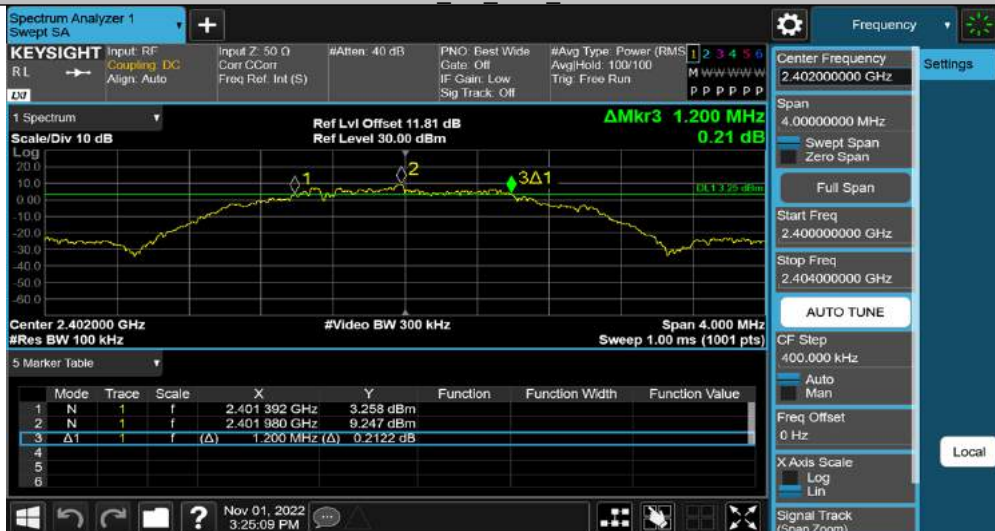 Spectrum Analyzer 1
Swept SA
Frequency
KEYSIGHT
RL
LXI
Input: RF
Coupling: DC
Align: Auto
Input Z: 50 Ω
Corr CCorr
Freq Ref: Int (S)
#Atten: 40 dB
PNO: Best Wide
Gate: Off
IF Gain: Low
Sig Track: Off
#Avg Type: Power (RMS
Avg|Hold: 100/100
Trig: Free Run
1 2 3 4 5 6
M W W W W W
P P P P P P
1 Spectrum
Scale/Div 10 dB
Ref Lvl Offset 11.81 dB
Ref Level 30.00 dBm
ΔMkr3 1.200 MHz
0.21 dB
Log
20.0
10.0
0.00
-10.0
-20.0
-30.0
-40.0
-50.0
-60.0
1
2
3Δ1
DL1 3.25 dBm
Center 2.402000 GHz
#Res BW 100 kHz
#Video BW 300 kHz
Span 4.000 MHz
Sweep 1.00 ms (1001 pts)
5 Marker Table
Mode Trace Scale X Y Function Function Width Function Value
1 N 1 f 2.401 392 GHz 3.258 dBm
2 N 1 f 2.401 980 GHz 9.247 dBm
3 Δ1 1 f (Δ) 1.200 MHz (Δ) 0.2122 dB
4
5
6
Nov 01, 2022
3:25:09 PM
Center Frequency
2.402000000 GHz
Span
4.00000000 MHz
Swept Span
Zero Span
Full Span
Start Freq
2.400000000 GHz
Stop Freq
2.404000000 GHz
AUTO TUNE
CF Step
400.000 kHz
Auto
Man
Freq Offset
0 Hz
X Axis Scale
Log
Lin
Signal Track
(Span Zoom)
Settings
Local